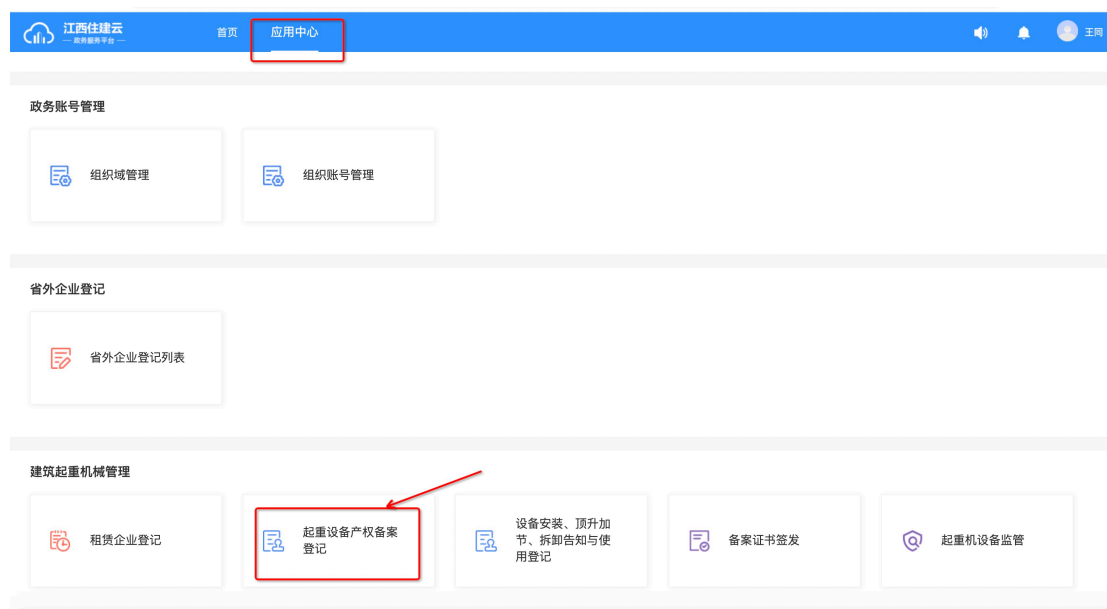 江西住建云
政务服务平台
首页
应用中心
王同
政务账号管理
组织域管理
组织账号管理
省外企业登记
省外企业登记列表
建筑起重机械管理
租赁企业登记
起重设备产权备案
登记
设备安装、顶升加
节、拆卸告知与使
用登记
备案证书签发
起重机设备监管